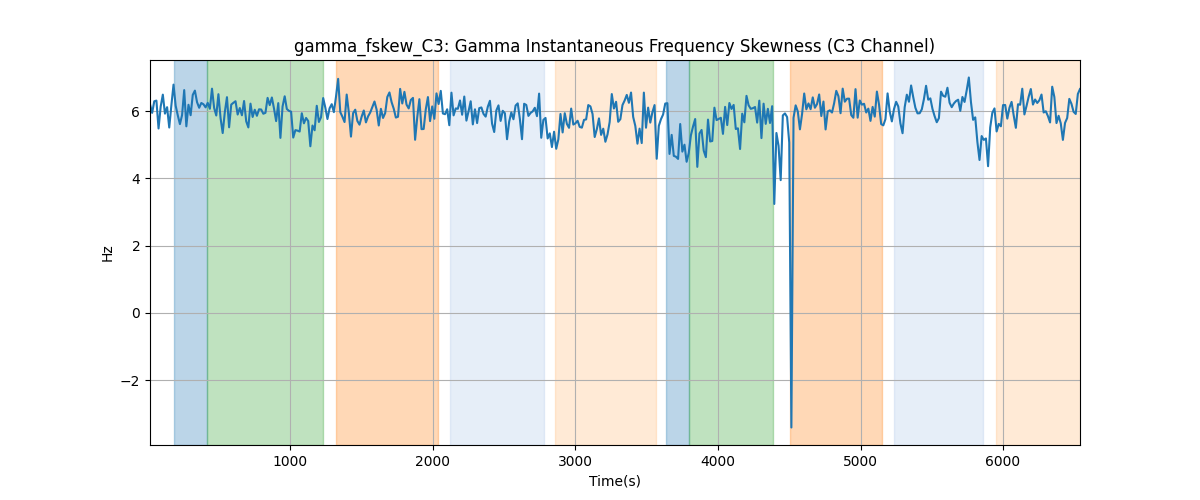 gamma_fskew_C3: Gamma Instantaneous Frequency Skewness (C3 Channel)
Hz
6
4
2
0
−2
1000 2000 3000 4000 5000 6000
Time(s)